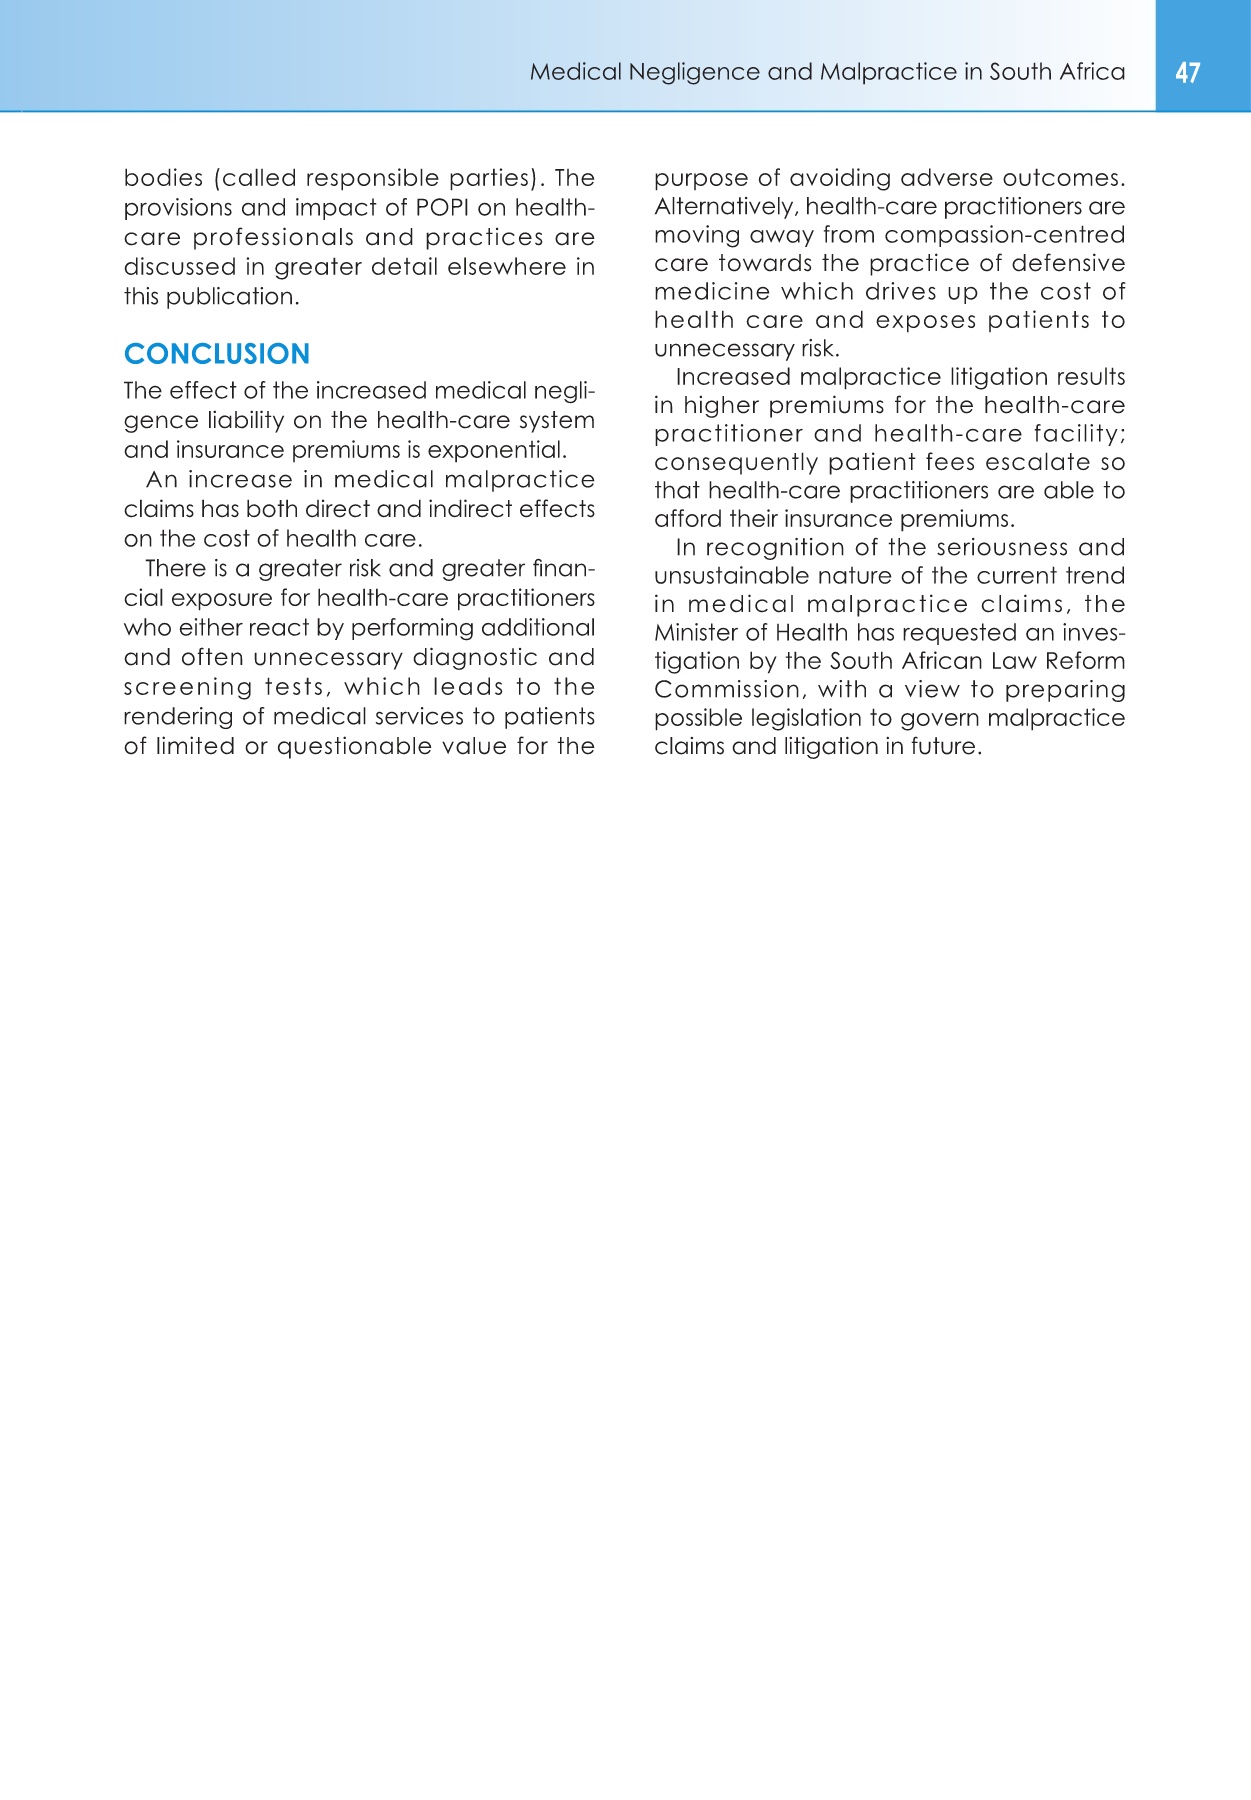 Medical Negligence and Malpractice in South Africa
47
bodies (called responsible parties). The
provisions and impact of POPI on health-
care professionals and practices are
discussed in greater detail elsewhere in
this publication.
CONCLUSION
The effect of the increased medical negli-
gence liability on the health-care system
and insurance premiums is exponential.
An increase in medical malpractice
claims has both direct and indirect effects
on the cost of health care.
There is a greater risk and greater finan-
cial exposure for health-care practitioners
who either react by performing additional
and often unnecessary diagnostic and
screening tests, which leads to the
rendering of medical services to patients
of limited or questionable value for the
purpose of avoiding adverse outcomes.
Alternatively, health-care practitioners are
moving away from compassion-centred
care towards the practice of defensive
medicine which drives up the cost of
health care and exposes patients to
unnecessary risk.
Increased malpractice litigation results
in higher premiums for the health-care
practitioner and health-care facility;
consequently patient fees escalate so
that health-care practitioners are able to
afford their insurance premiums.
In recognition of the seriousness and
unsustainable nature of the current trend
in medical malpractice claims, the
Minister of Health has requested an inves-
tigation by the South African Law Reform
Commission, with a view to preparing
possible legislation to govern malpractice
claims and litigation in future.